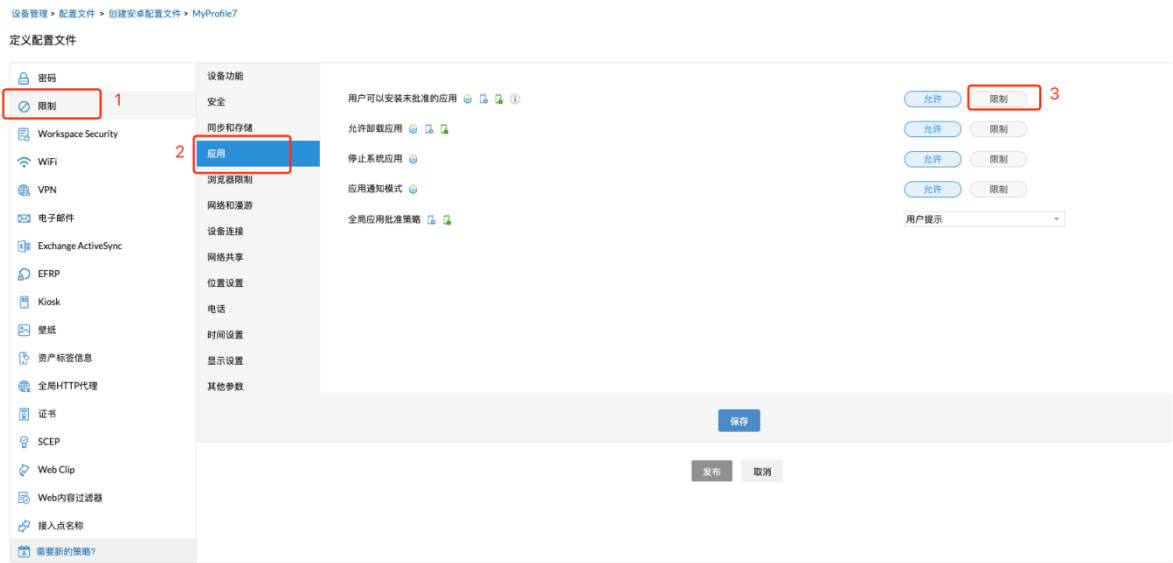 设备管理 > 配置文件 > 创建安卓配置文件 > MyProfile7
定义配置文件
密码
限制
1
Workspace Security
WiFi
VPN
电子邮件
Exchange ActiveSync
EFRP
Kiosk
壁纸
资产标签信息
全局HTTP代理
证书
SCEP
Web Clip
Web内容过滤器
接入点名称
需要新的策略?
设备功能
安全
同步和存储
2
应用
浏览器限制
网络和漫游
设备连接
网络共享
位置设置
电话
时间设置
显示设置
其他参数
用户可以安装未批准的应用 允许 限制 3
允许卸载应用 允许 限制
停止系统应用 允许 限制
应用通知模式 允许 限制
全局应用批准策略 用户提示
保存
发布 取消